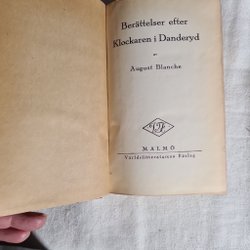 Berättelser efter
Klockaren i Danderyd
av
August Blanche
MALMÖ
Världslitteraturens Förlag